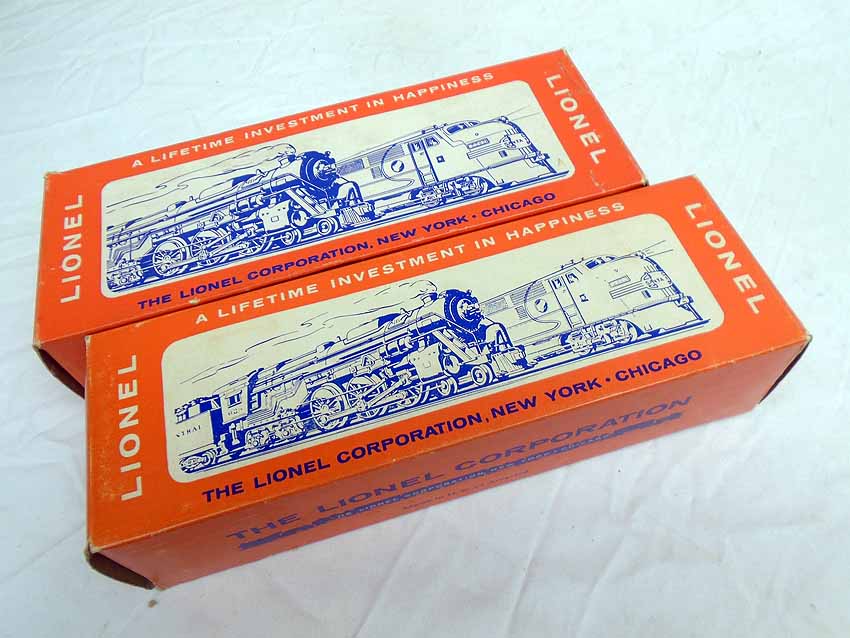 A LIFETIME INVESTMENT IN HAPPINESS
LIONEL
LIONEL
THE LIONEL CORPORATION, NEW YORK • CHICAGO
A LIFETIME INVESTMENT IN HAPPINESS
LIONEL
LIONEL
THE LIONEL CORPORATION, NEW YORK • CHICAGO
THE LIONEL CORPORATION